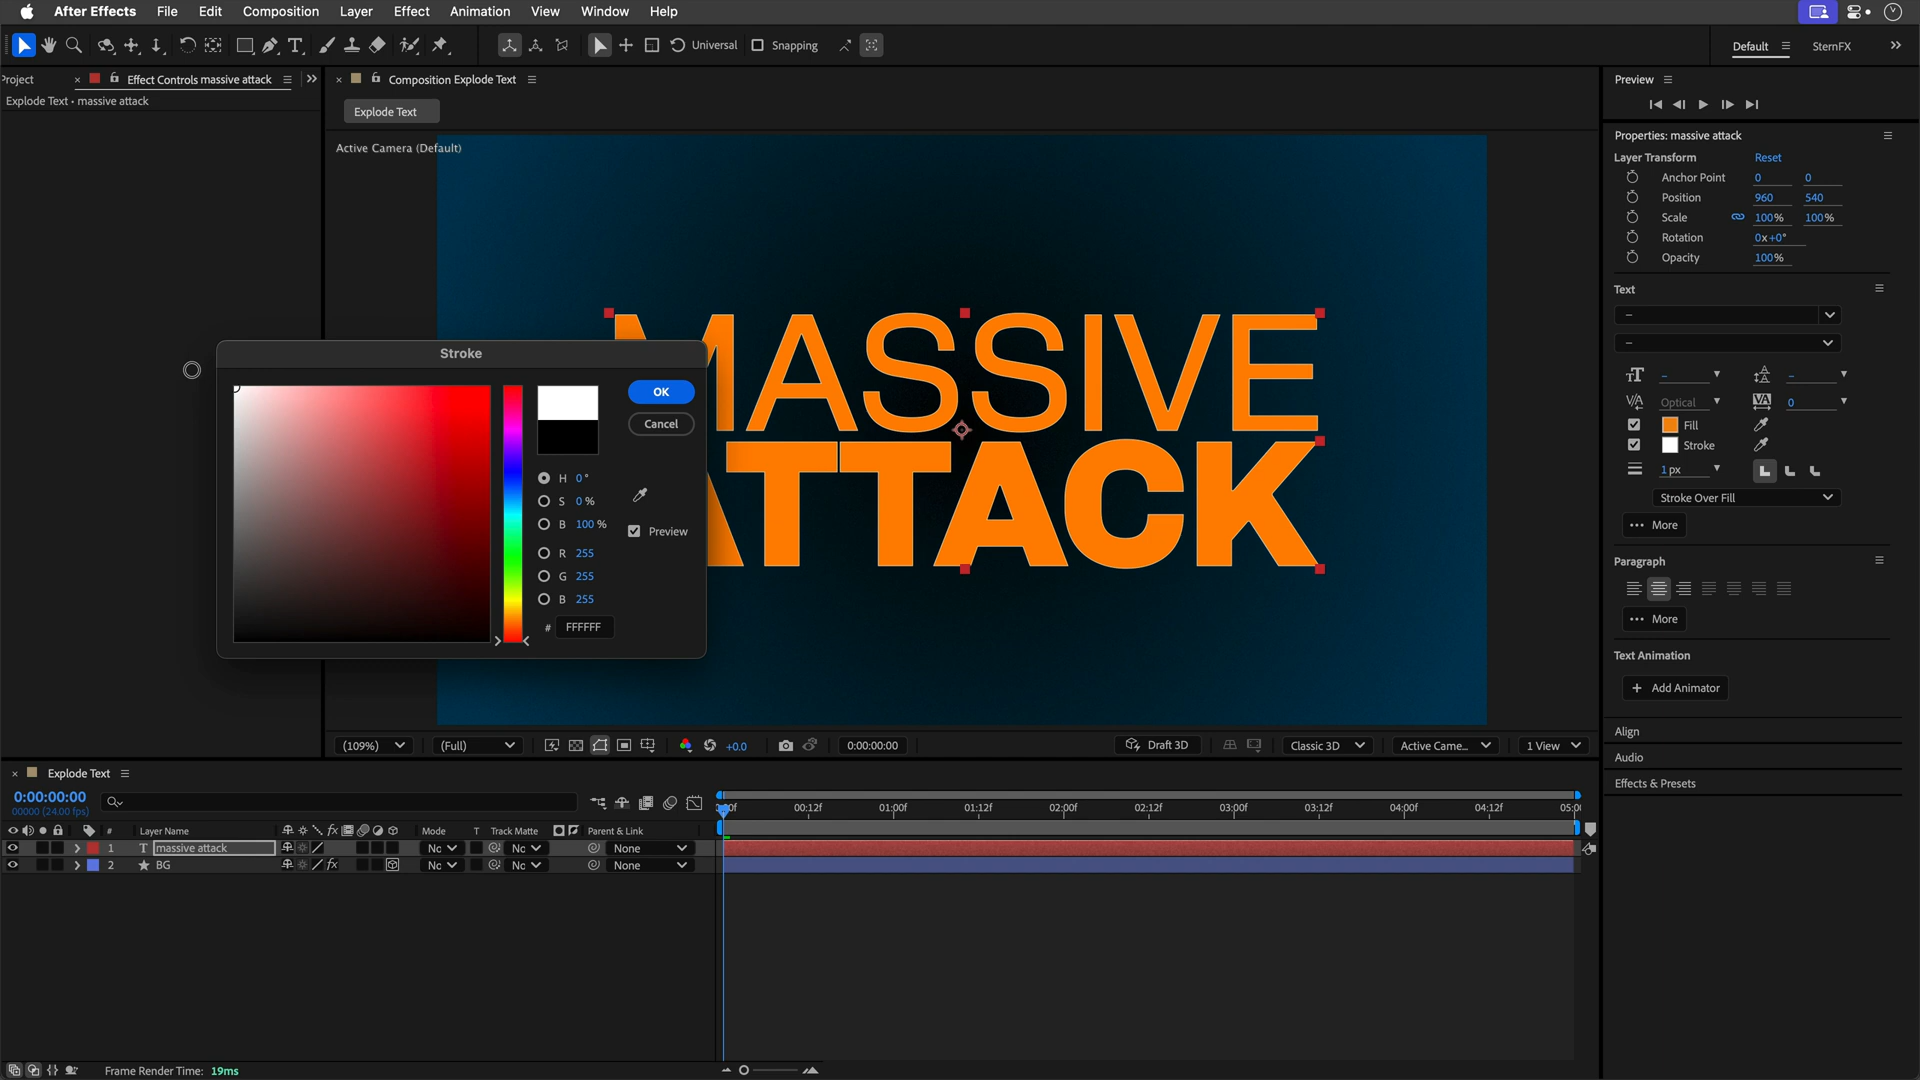 After Effects File Edit Composition Layer Effect Animation View Window Help
Universal Snapping Default SternFX
roject Effect Controls massive attack
Composition Explode Text
Preview
Explode Text • massive attack
Explode Text
Active Camera (Default)
MASSIVE
ATTACK
Stroke
OK
Cancel
H 0°
S 0 %
B 100 %
Preview
R 255
G 255
B 255
# FFFFFF
Properties: massive attack
Layer Transform Reset
Anchor Point 0 0
Position 960 540
Scale 100% 100%
Rotation 0x+0°
Opacity 100%
Text
Optical 0
Fill
Stroke
1 px
Stroke Over Fill
More
Paragraph
More
Text Animation
Add Animator
Align
Audio
Effects & Presets
(109%) (Full) +0.0 0:00:00:00 Draft 3D Classic 3D Active Came... 1 View
Explode Text
0:00:00:00
00000 (24.00 fps)
00:12f 01:00f 01:12f 02:00f 02:12f 03:00f 03:12f 04:00f 04:12f
# Layer Name fx Mode T Track Matte Parent & Link
1 T massive attack Nc Nc None
2 BG fx Nc Nc None
Frame Render Time: 19ms